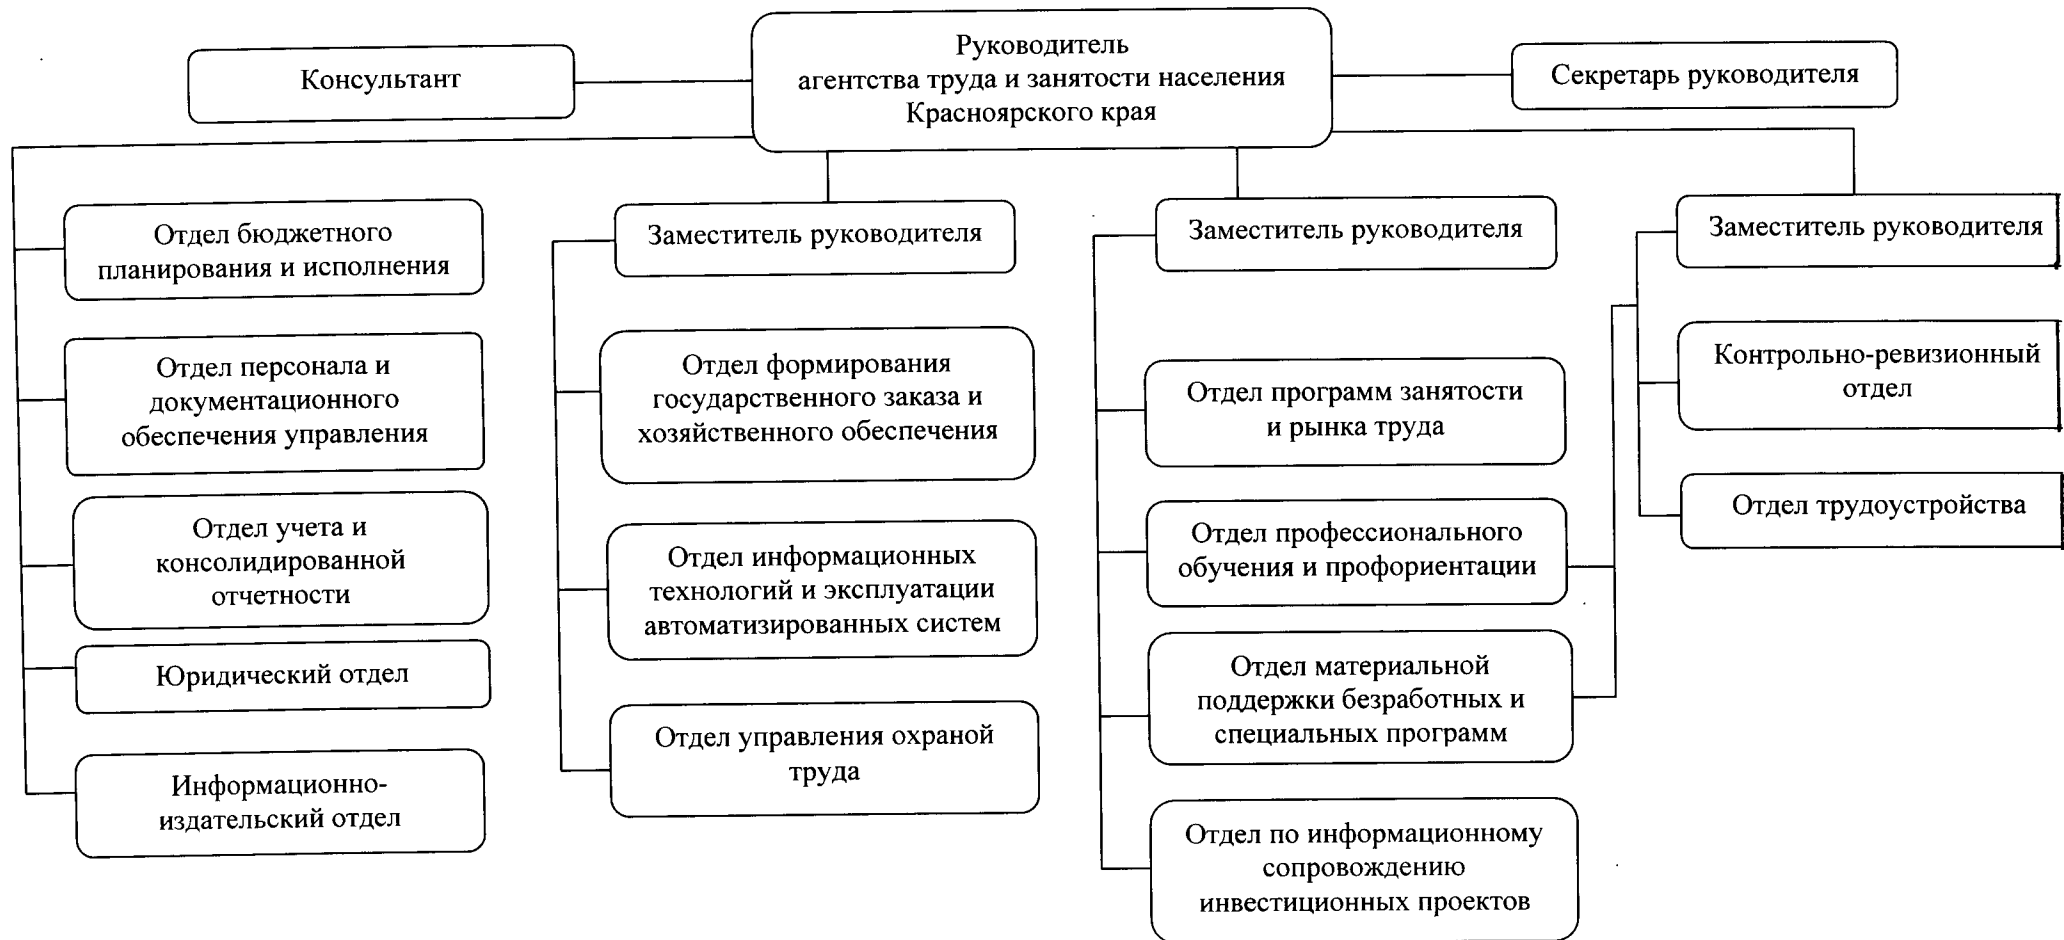 Руководитель
агентства труда и занятости населения
Красноярского края
Консультант
Секретарь руководителя
Отдел бюджетного
планирования и исполнения
Отдел персонала и
документационного
обеспечения управления
Отдел учета и
консолидированной
отчетности
Юридический отдел
Информационно-
издательский отдел
Заместитель руководителя
Отдел формирования
государственного заказа и
хозяйственного обеспечения
Отдел информационных
технологий и эксплуатации
автоматизированных систем
Отдел управления охраной
труда
Заместитель руководителя
Отдел программ занятости
и рынка труда
Отдел профессионального
обучения и профориентации
Отдел материальной
поддержки безработных и
специальных программ
Отдел по информационному
сопровождению
инвестиционных проектов
Заместитель руководителя
Контрольно-ревизионный
отдел
Отдел трудоустройства